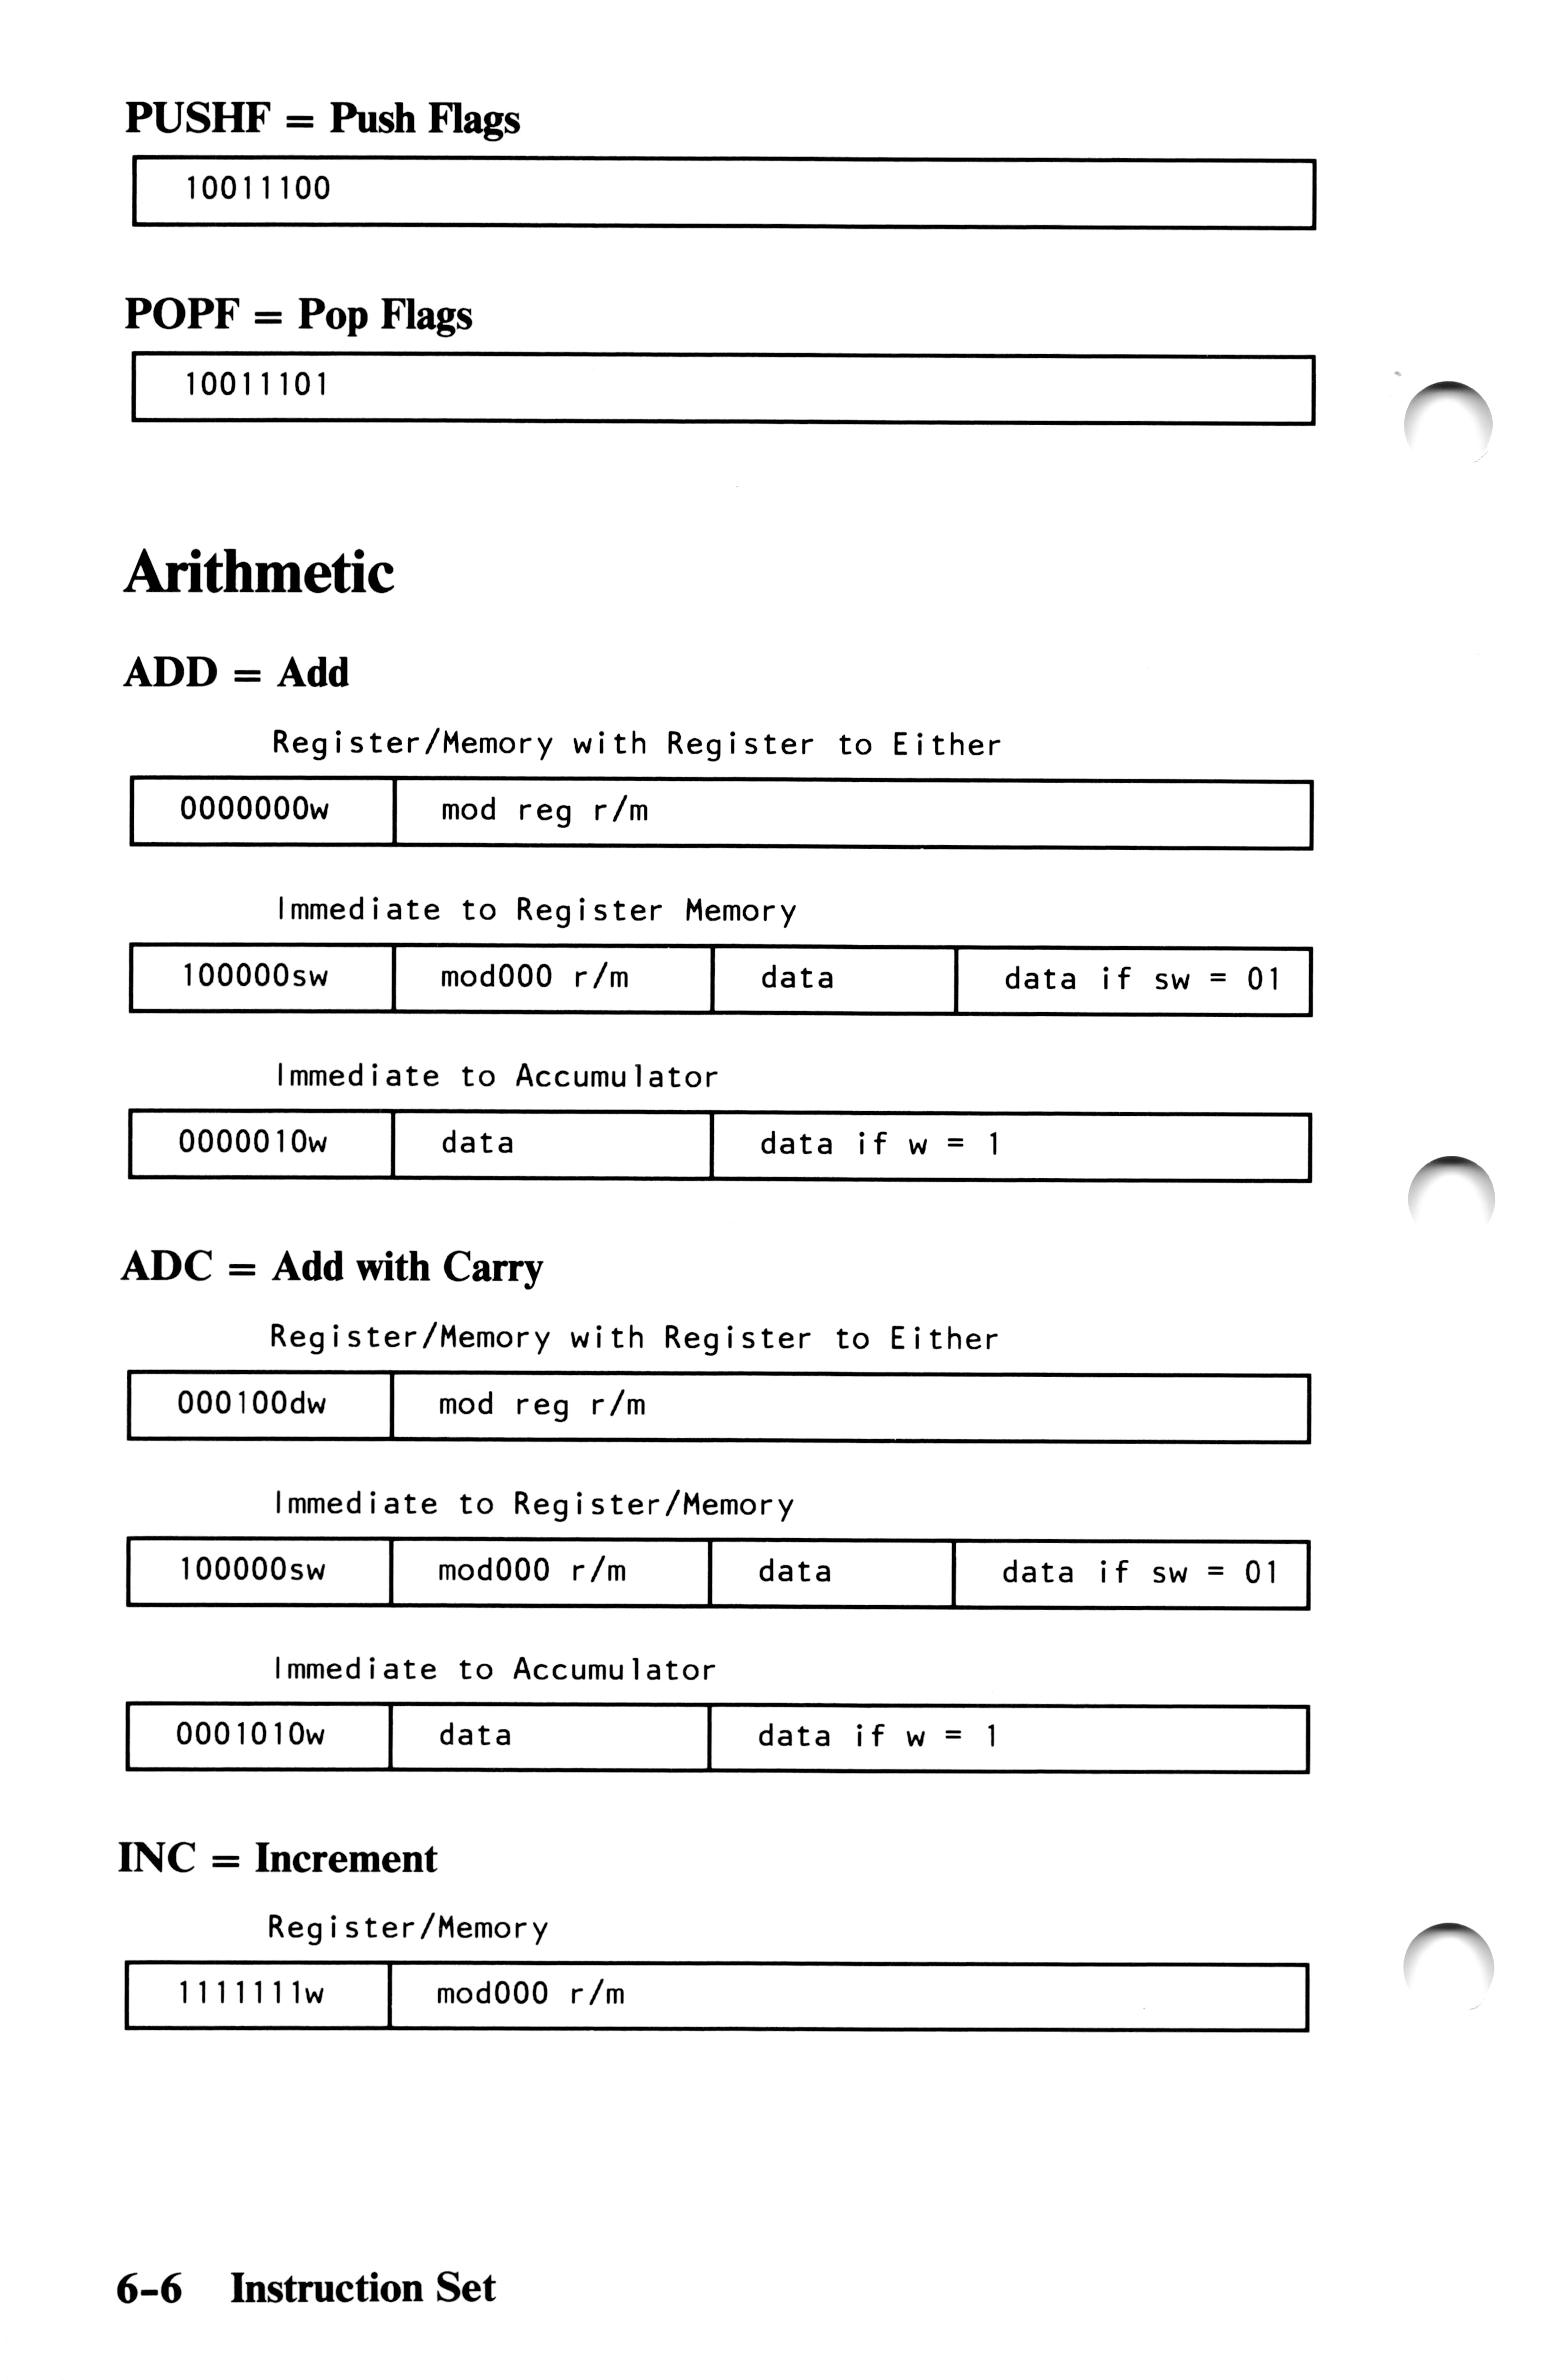 PUSHF = Push Flags
10011100
POPF = Pop Flags
10011101
Arithmetic
ADD = Add
Register/Memory with Register to Either
0000000w mod reg r/m
Immediate to Register Memory
100000sw mod000 r/m data data if sw = 01
Immediate to Accumulator
0000010w data data if w = 1
ADC = Add with Carry
Register/Memory with Register to Either
000100dw mod reg r/m
Immediate to Register/Memory
100000sw mod000 r/m data data if sw = 01
Immediate to Accumulator
0001010w data data if w = 1
INC = Increment
Register/Memory
1111111w mod000 r/m
6-6 Instruction Set